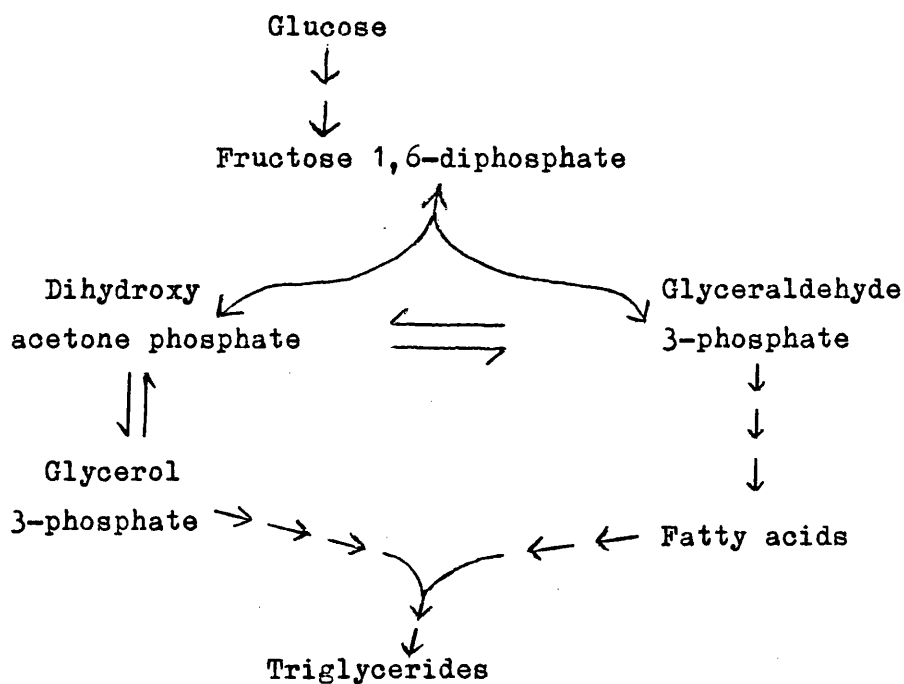 Glucose
Fructose 1,6-diphosphate
Dihydroxy
acetone phosphate
Glyceraldehyde
3-phosphate
Glycerol
3-phosphate
Fatty acids
Triglycerides